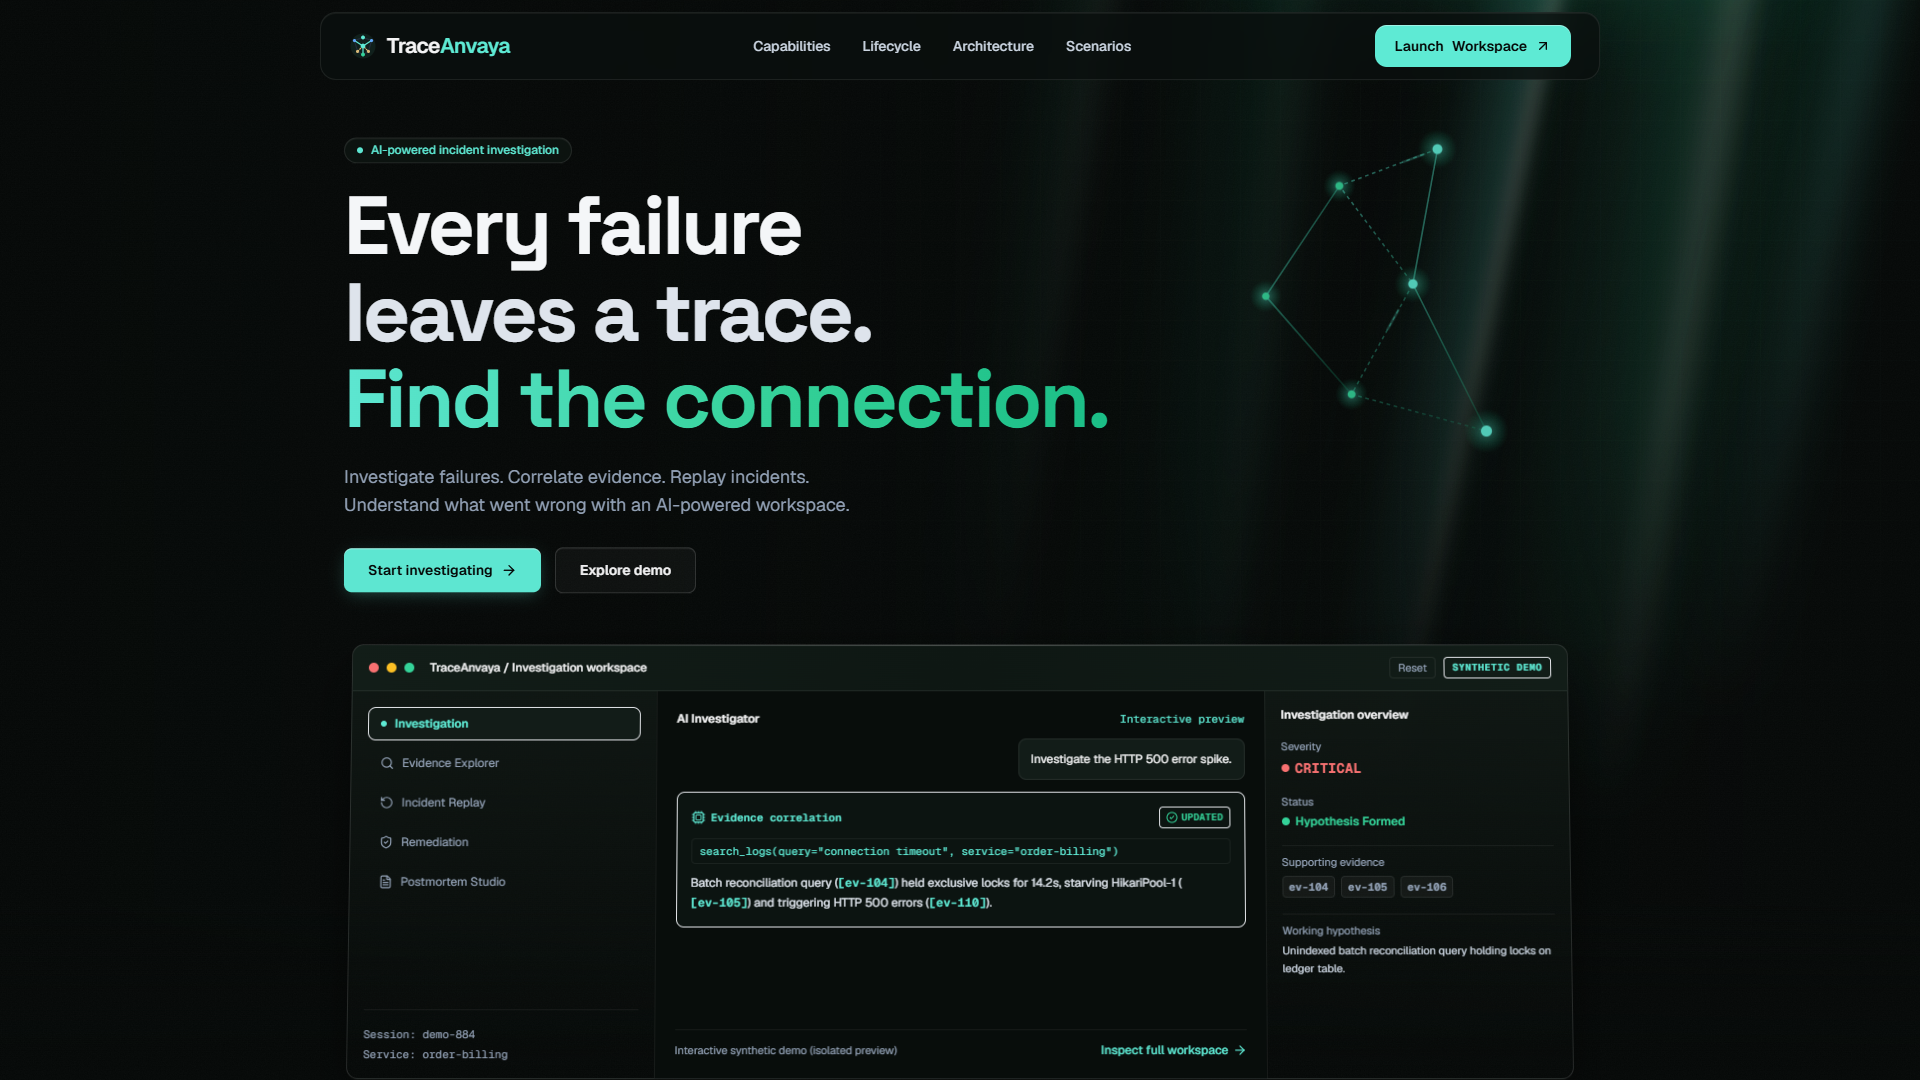 TraceAnvaya
Capabilities
Lifecycle
Architecture
Scenarios
Launch Workspace
AI-powered incident investigation
Every failure
leaves a trace.
Find the connection.
Investigate failures. Correlate evidence. Replay incidents.
Understand what went wrong with an AI-powered workspace.
Start investigating
Explore demo
TraceAnvaya / Investigation workspace
Reset
SYNTHETIC DEMO
Investigation
Evidence Explorer
Incident Replay
Remediation
Postmortem Studio
Session: demo-884
Service: order-billing
AI Investigator
Interactive preview
Investigate the HTTP 500 error spike.
Evidence correlation
UPDATED
search_logs(query="connection timeout", service="order-billing")
Batch reconciliation query ([ev-104]) held exclusive locks for 14.2s, starving HikariPool-1 (
[ev-105]) and triggering HTTP 500 errors ([ev-110]).
Interactive synthetic demo (isolated preview)
Inspect full workspace
Investigation overview
Severity
CRITICAL
Status
Hypothesis Formed
Supporting evidence
ev-104 ev-105 ev-106
Working hypothesis
Unindexed batch reconciliation query holding locks on
ledger table.